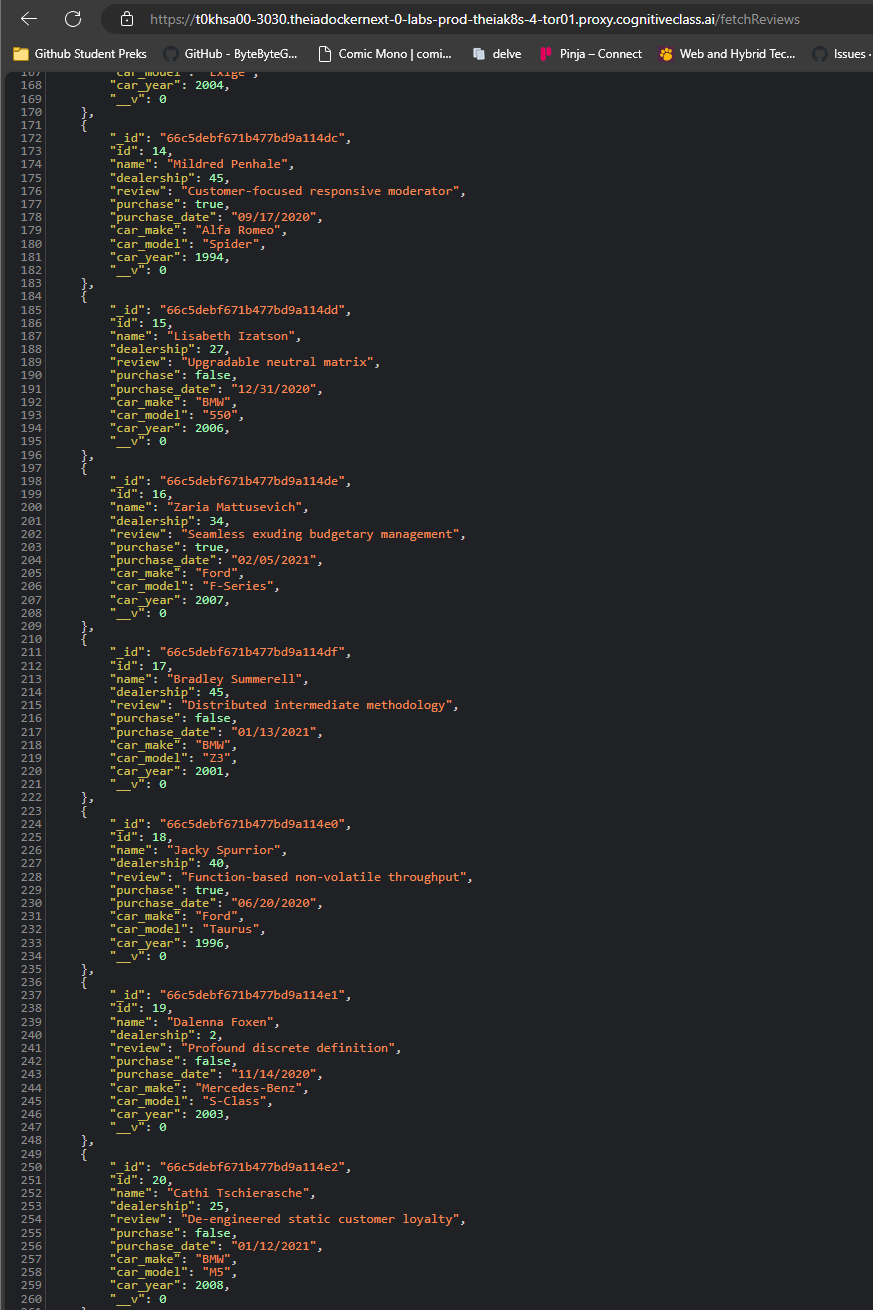 https://t0khsa00-3030.theiadockernext-0-labs-prod-theiak8s-4-tor01.proxy.cognitiveclass.ai/fetchReviews
Github Student Preks GitHub - ByteByteG... Comic Mono | comi... delve Pinja – Connect Web and Hybrid Tec... Issues ·
167 "car_model": "Exige",
168 "car_year": 2004,
169 "__v": 0
170 },
171 {
172 "_id": "66c5debf671b477bd9a114dc",
173 "id": 14,
174 "name": "Mildred Penhale",
175 "dealership": 45,
176 "review": "Customer-focused responsive moderator",
177 "purchase": true,
178 "purchase_date": "09/17/2020",
179 "car_make": "Alfa Romeo",
180 "car_model": "Spider",
181 "car_year": 1994,
182 "__v": 0
183 },
184 {
185 "_id": "66c5debf671b477bd9a114dd",
186 "id": 15,
187 "name": "Lisabeth Izatson",
188 "dealership": 27,
189 "review": "Upgradable neutral matrix",
190 "purchase": false,
191 "purchase_date": "12/31/2020",
192 "car_make": "BMW",
193 "car_model": "550",
194 "car_year": 2006,
195 "__v": 0
196 },
197 {
198 "_id": "66c5debf671b477bd9a114de",
199 "id": 16,
200 "name": "Zaria Mattusevich",
201 "dealership": 34,
202 "review": "Seamless exuding budgetary management",
203 "purchase": true,
204 "purchase_date": "02/05/2021",
205 "car_make": "Ford",
206 "car_model": "F-Series",
207 "car_year": 2007,
208 "__v": 0
209 },
210 {
211 "_id": "66c5debf671b477bd9a114df",
212 "id": 17,
213 "name": "Bradley Summerell",
214 "dealership": 45,
215 "review": "Distributed intermediate methodology",
216 "purchase": false,
217 "purchase_date": "01/13/2021",
218 "car_make": "BMW",
219 "car_model": "Z3",
220 "car_year": 2001,
221 "__v": 0
222 },
223 {
224 "_id": "66c5debf671b477bd9a114e0",
225 "id": 18,
226 "name": "Jacky Spurrior",
227 "dealership": 40,
228 "review": "Function-based non-volatile throughput",
229 "purchase": true,
230 "purchase_date": "06/20/2020",
231 "car_make": "Ford",
232 "car_model": "Taurus",
233 "car_year": 1996,
234 "__v": 0
235 },
236 {
237 "_id": "66c5debf671b477bd9a114e1",
238 "id": 19,
239 "name": "Dalenna Foxen",
240 "dealership": 2,
241 "review": "Profound discrete definition",
242 "purchase": false,
243 "purchase_date": "11/14/2020",
244 "car_make": "Mercedes-Benz",
245 "car_model": "S-Class",
246 "car_year": 2003,
247 "__v": 0
248 },
249 {
250 "_id": "66c5debf671b477bd9a114e2",
251 "id": 20,
252 "name": "Cathi Tschierasche",
253 "dealership": 25,
254 "review": "De-engineered static customer loyalty",
255 "purchase": false,
256 "purchase_date": "01/12/2021",
257 "car_make": "BMW",
258 "car_model": "M5",
259 "car_year": 2008,
260 "__v": 0